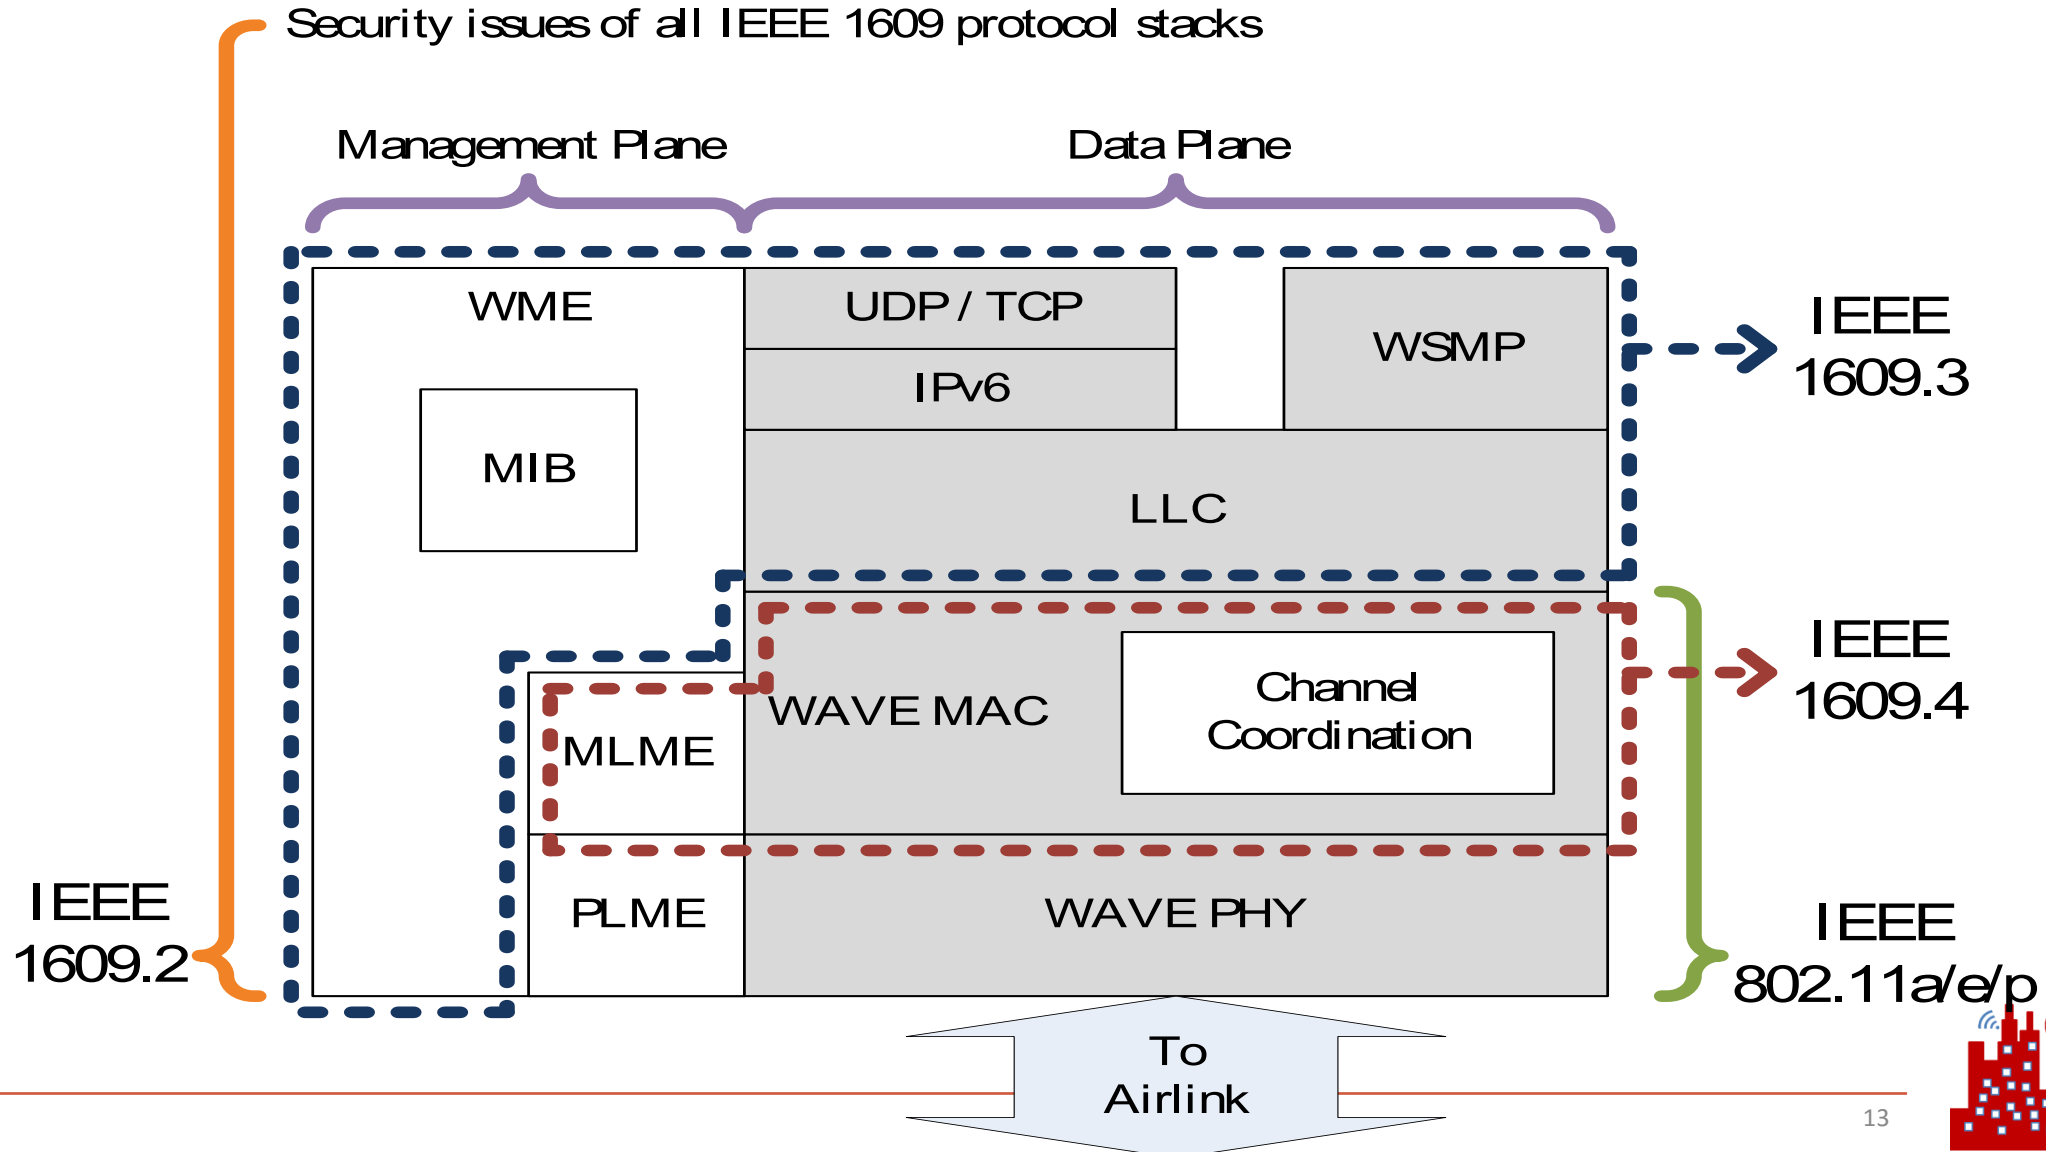 Security issues of all IEEE 1609 protocol stacks
Management Plane
Data Plane
WME
UDP / TCP
IPv6
WSMP
MIB
LLC
IEEE
1609.3
WAVE MAC
Channel
Coordination
MLME
IEEE
1609.4
PLME
WAVE PHY
IEEE
1609.2
IEEE
802.11a/e/p
To
Airlink
13